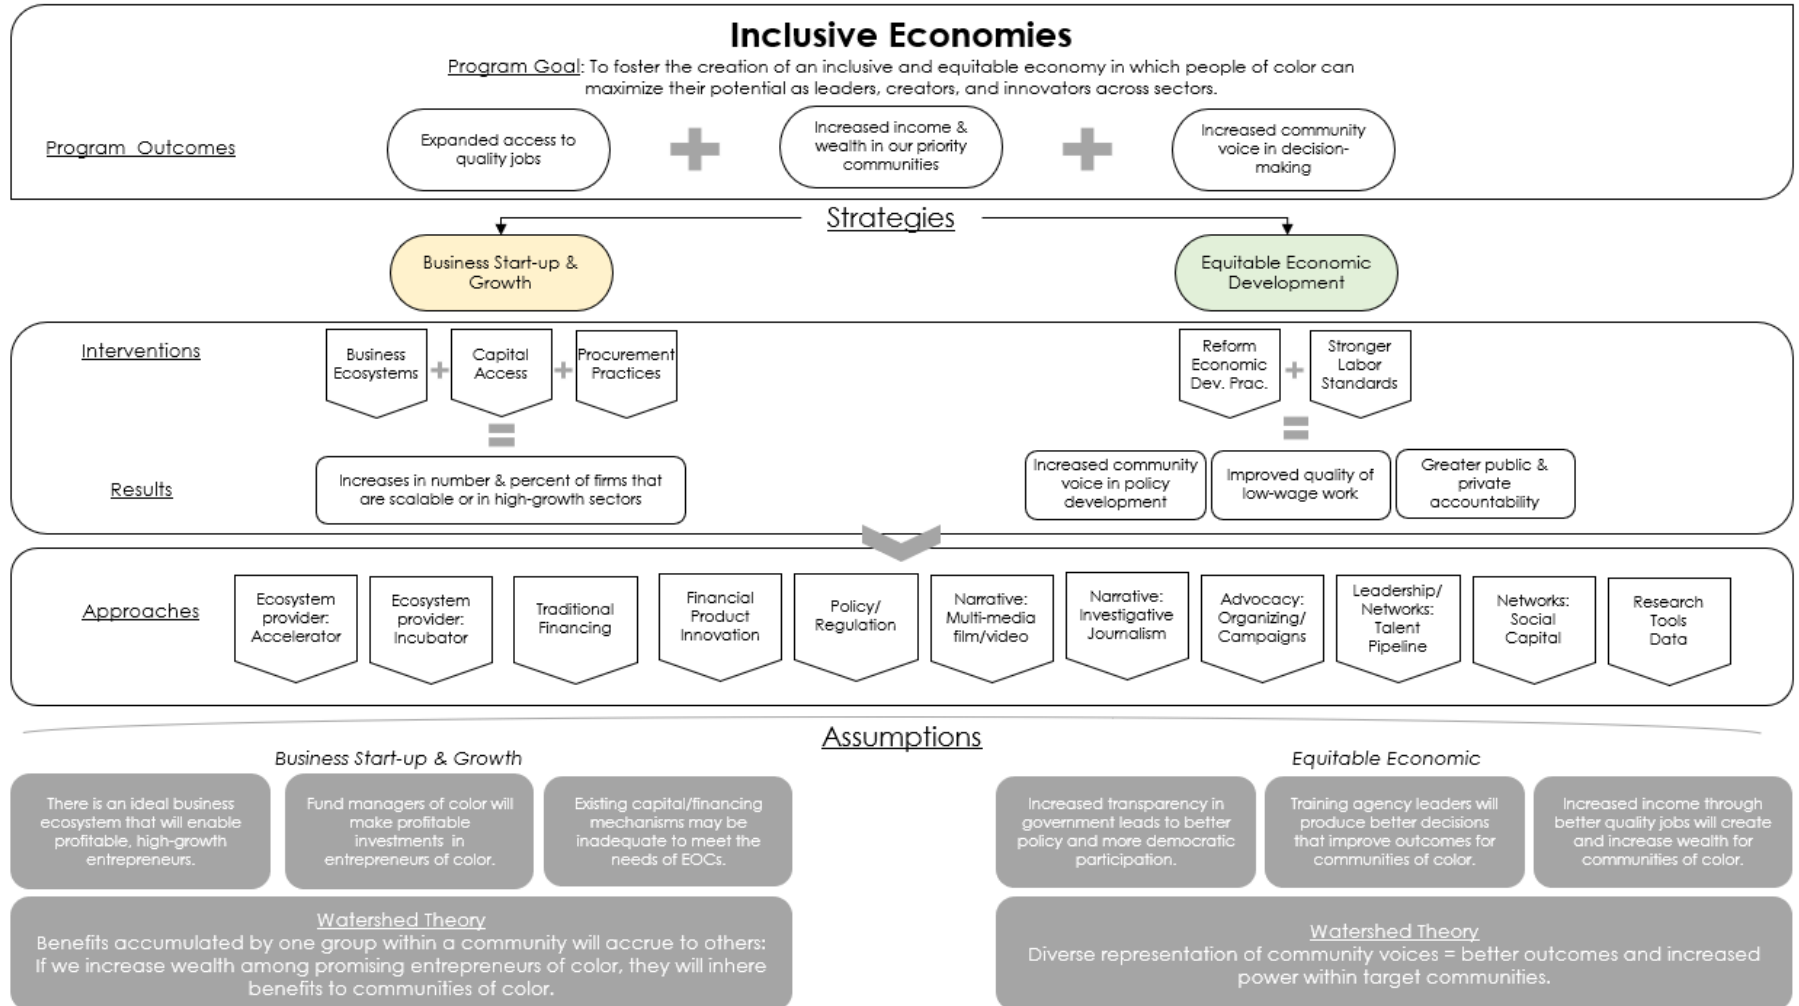 Inclusive Economies
Program Goal: To foster the creation of an inclusive and equitable economy in which people of color can
maximize their potential as leaders, creators, and innovators across sectors.
Program Outcomes
Expanded access to
quality jobs
Increased income &
wealth in our priority
communities
Increased community
voice in decision-
making
Strategies
Business Start-up &
Growth
Equitable Economic
Development
Interventions
Business
Ecosystems
+
Capital
Access
+
Procurement
Practices
=
Reform
Economic
Dev. Prac.
+
Stronger
Labor
Standards
=
Results
Increases in number & percent of firms that
are scalable or in high-growth sectors
Increased community
voice in policy
development
Improved quality of
low-wage work
Greater public &
private
accountability
Approaches
Ecosystem
provider:
Accelerator
Ecosystem
provider:
Incubator
Traditional
Financing
Financial
Product
Innovation
Policy/
Regulation
Narrative:
Multi-media
film/video
Narrative:
Investigative
Journalism
Advocacy:
Organizing/
Campaigns
Leadership/
Networks:
Talent
Pipeline
Networks:
Social
Capital
Research
Tools
Data
Assumptions
Business Start-up & Growth
There is an ideal business
ecosystem that will enable
profitable, high-growth
entrepreneurs.
Fund managers of color will
make profitable
investments in
entrepreneurs of color.
Existing capital/financing
mechanisms may be
inadequate to meet the
needs of EOCs.
Watershed Theory
Benefits accumulated by one group within a community will accrue to others:
If we increase wealth among promising entrepreneurs of color, they will inhere
benefits to communities of color.
Equitable Economic
Increased transparency in
government leads to better
policy and more democratic
participation.
Training agency leaders will
produce better decisions
that improve outcomes for
communities of color.
Increased income through
better quality jobs will create
and increase wealth for
communities of color.
Watershed Theory
Diverse representation of community voices = better outcomes and increased
power within target communities.